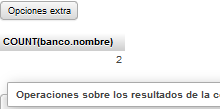 Opciones extra
COUNT(banco.nombre)
2
Operaciones sobre los resultados de la